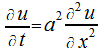 ∂u/∂t = a² ∂²u/∂x²